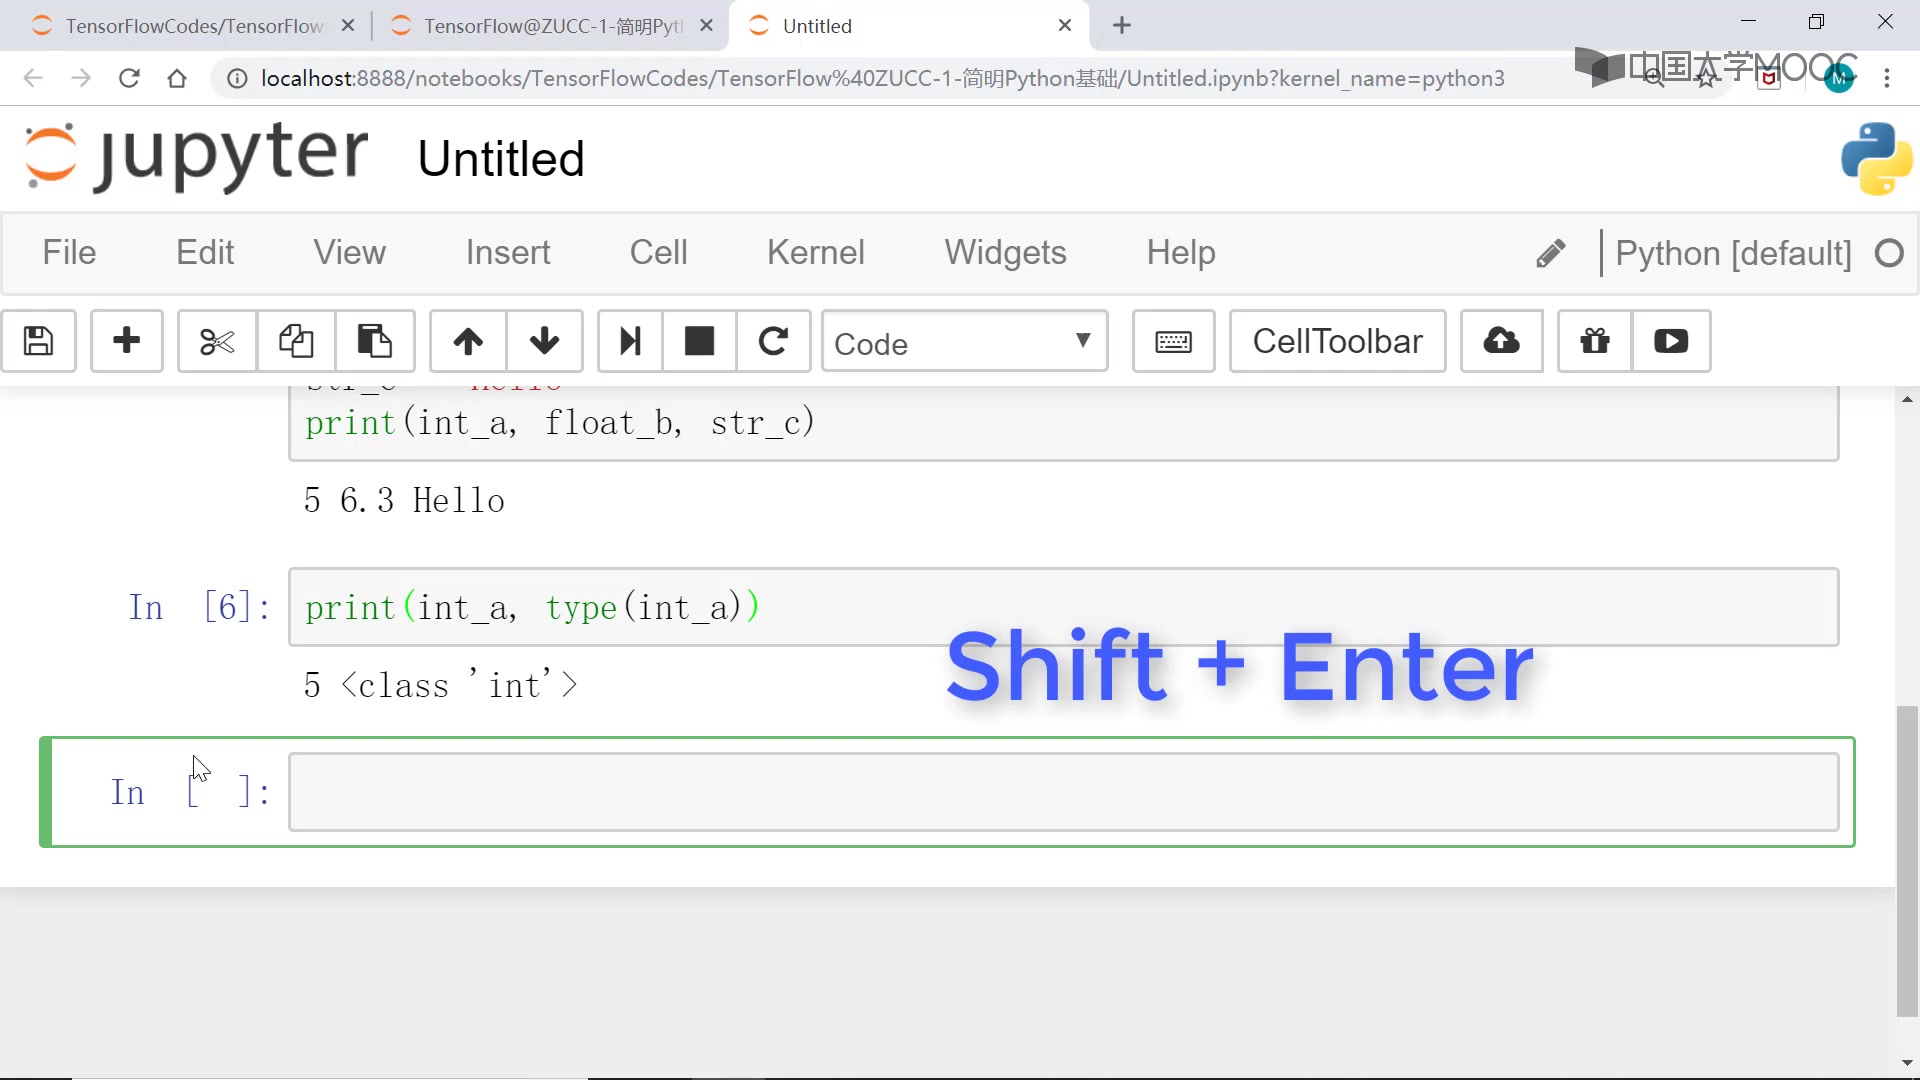 TensorFlowCodes/TensorFlow
TensorFlow@ZUCC-1-简明Pyt
Untitled
localhost:8888/notebooks/TensorFlowCodes/TensorFlow%40ZUCC-1-简明Python基础/Untitled.ipynb?kernel_name=python3
中国大学MOOC
M
jupyter Untitled
File Edit View Insert Cell Kernel Widgets Help Python [default]
Code CellToolbar
str_c Hello
print(int_a, float_b, str_c)
5 6.3 Hello
In [6]: print(int_a, type(int_a))
Shift + Enter
5 <class 'int'>
In [ ]: